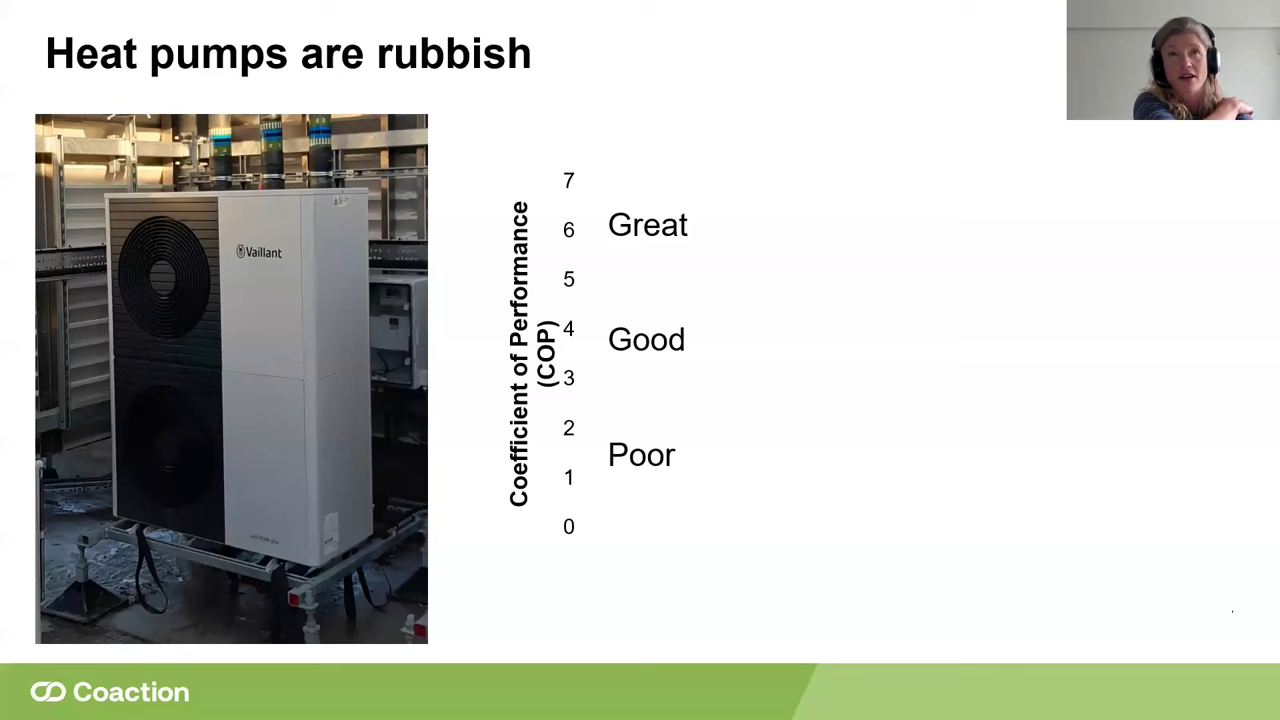 Heat pumps are rubbish
Vaillant
Coefficient of Performance
(COP)
7
6
5
4
3
2
1
0
Great
Good
Poor
Coaction